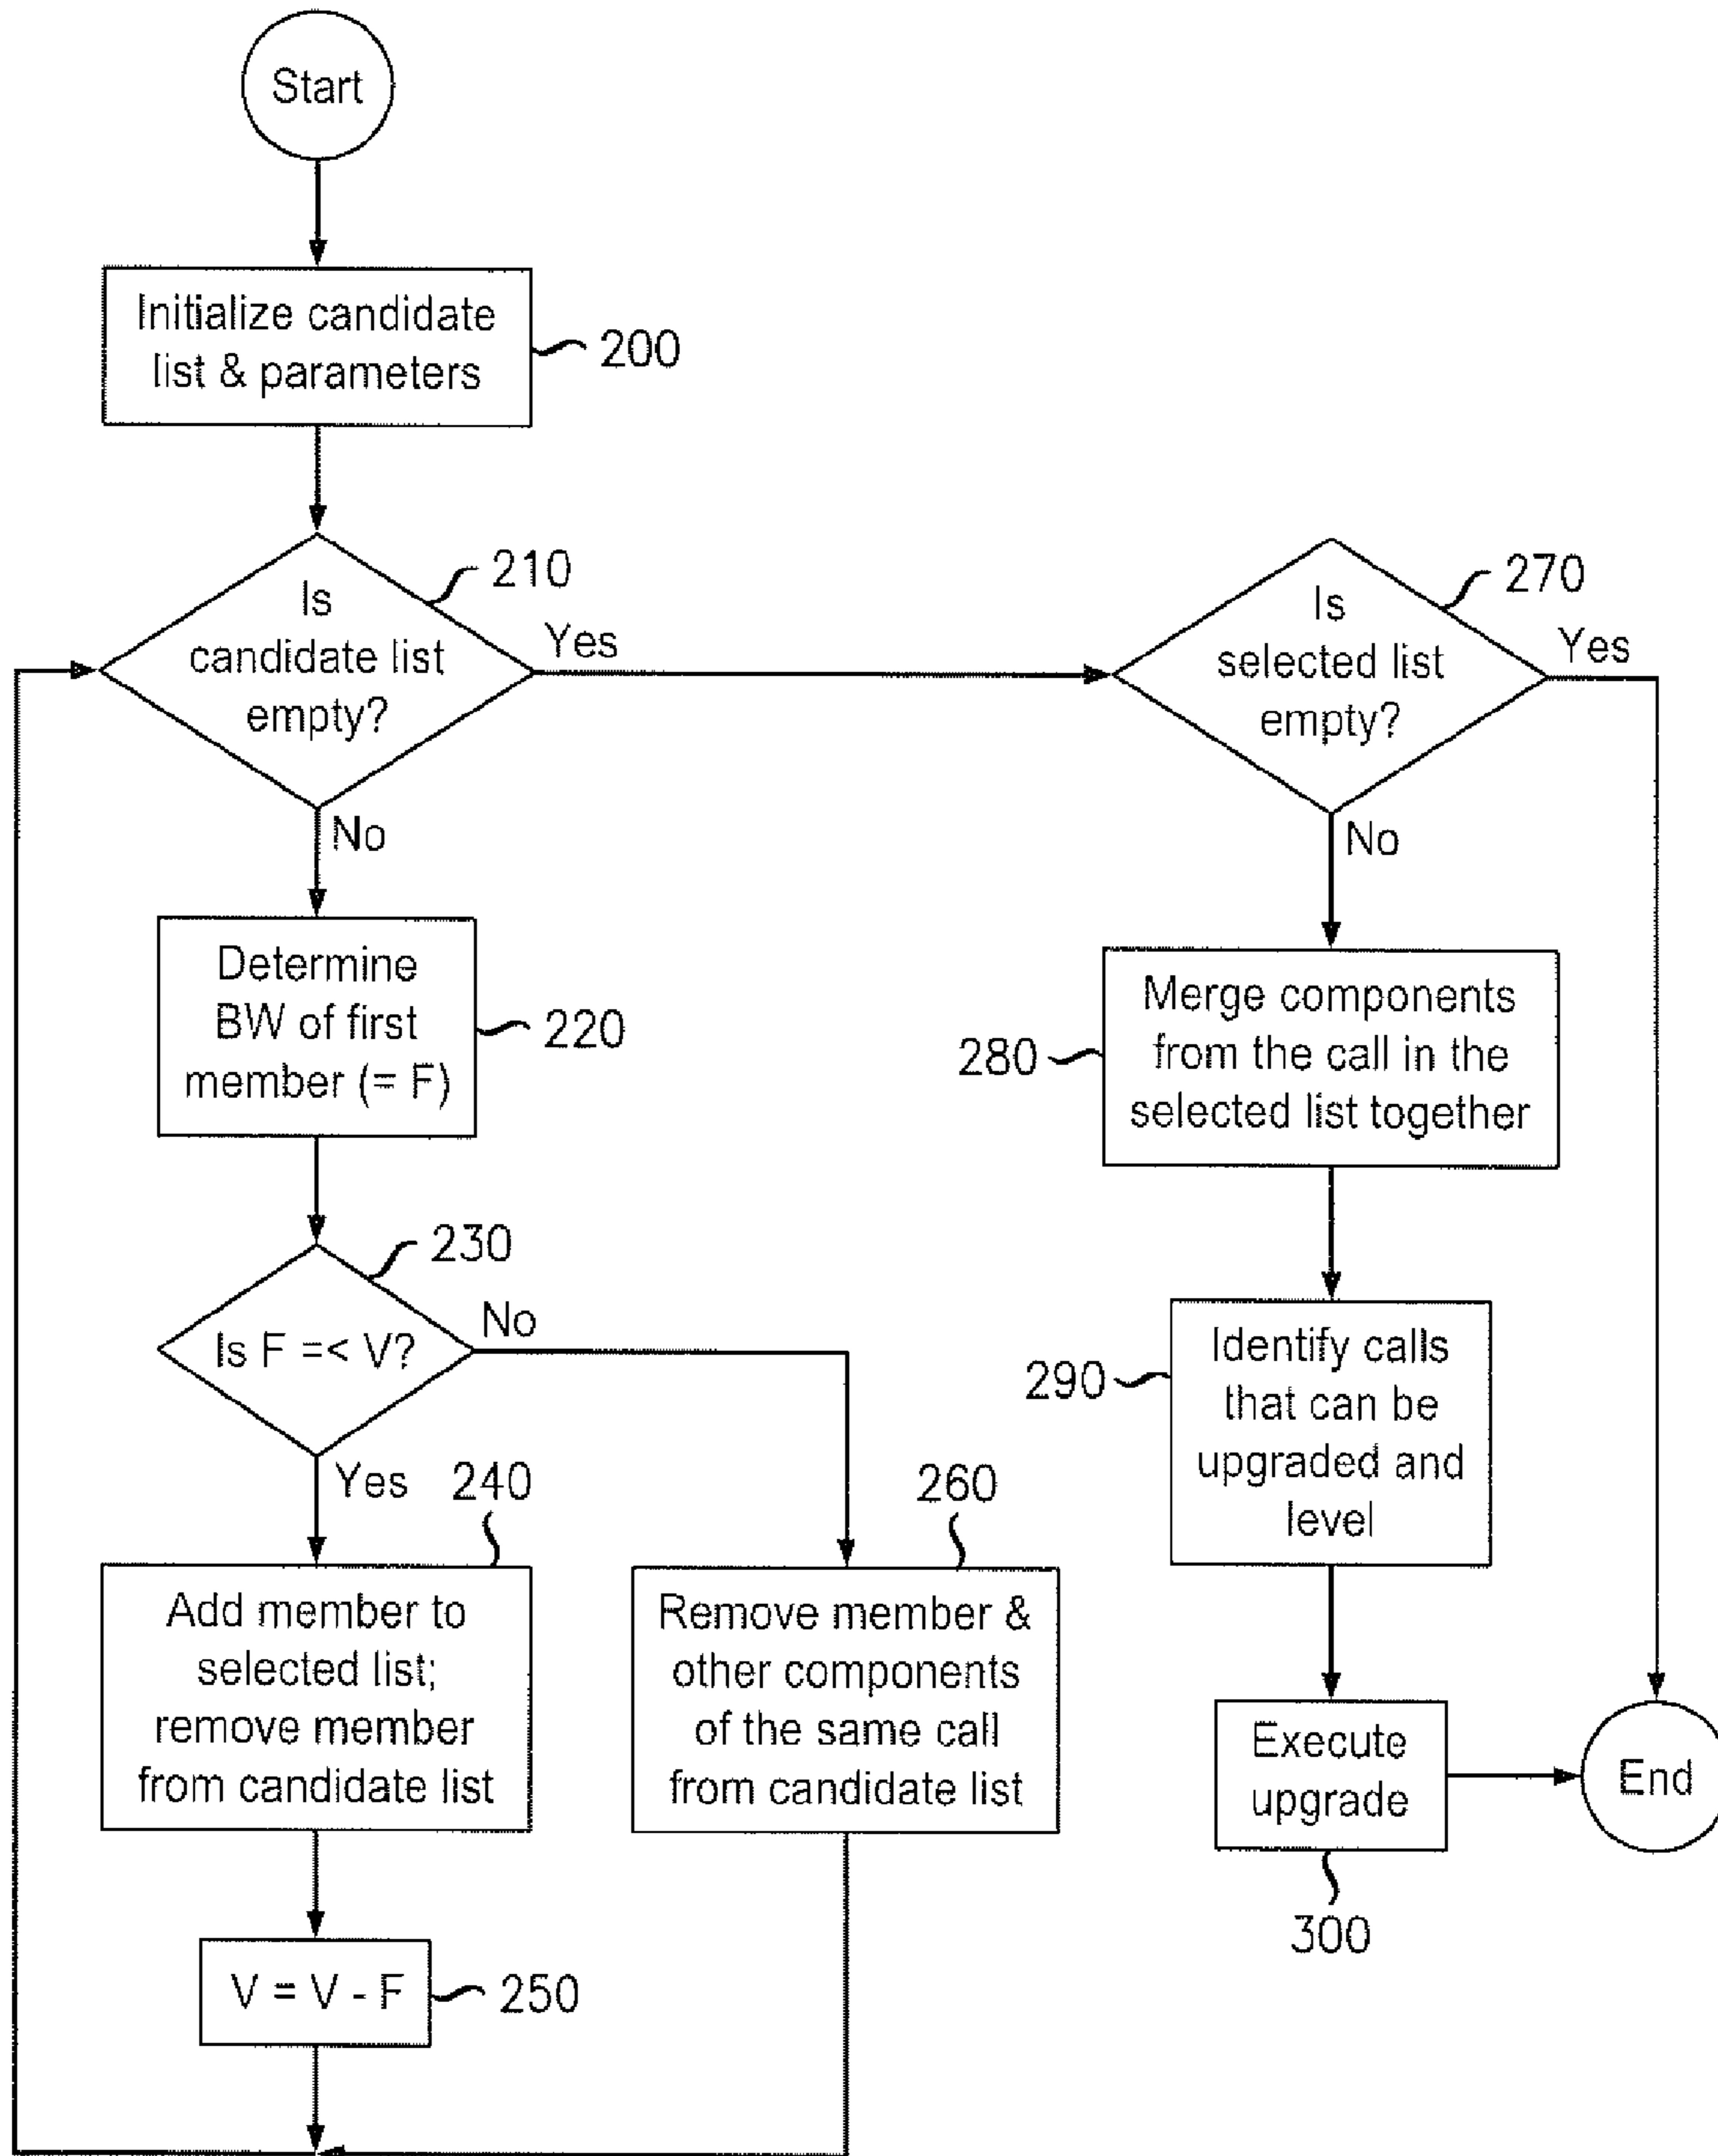 Start
Initialize candidate
list & parameters
200
Is
candidate list
empty?
210
Yes
No
Determine
BW of first
member (= F)
220
Is F =< V?
230
No
Yes
Add member to
selected list;
remove member
from candidate list
240
V = V - F
250
Remove member &
other components
of the same call
from candidate list
260
Is
selected list
empty?
270
Yes
No
Merge components
from the call in the
selected list together
280
Identify calls
that can be
upgraded and
level
290
Execute
upgrade
300
End